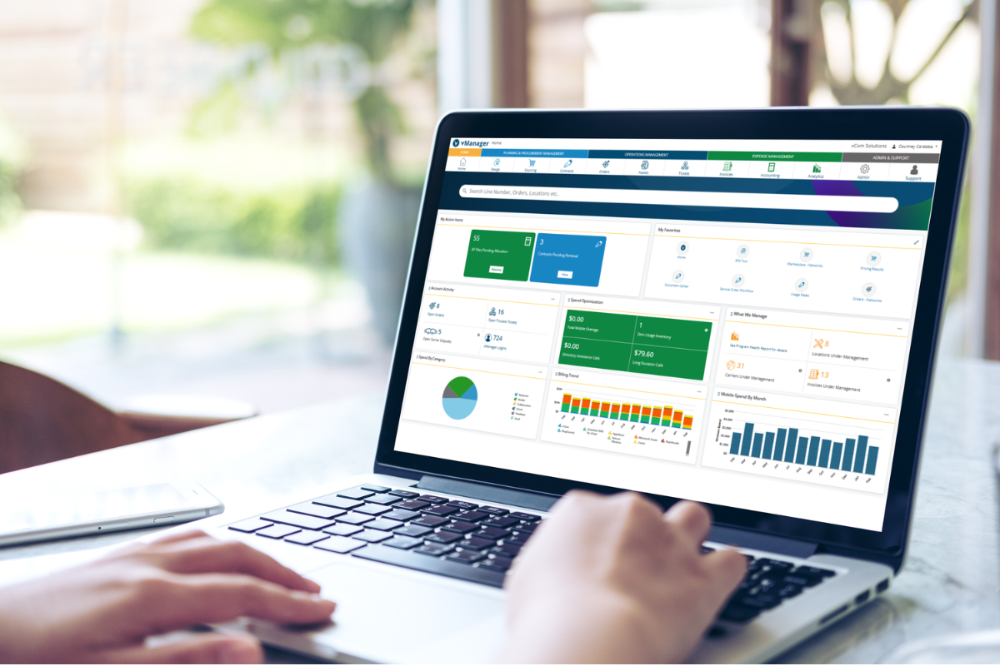 vManager Home
vCom Solutions Courtney Cordoba
HOME PLANNING & PROCUREMENT MANAGEMENT OPERATIONS MANAGEMENT EXPENSE MANAGEMENT ADMIN & SUPPORT
Home Design Sourcing Contracts Orders Assets Tickets Invoices Accounting Analytics Admin Support
Search Line Number, Orders, Locations etc.
My Action Items
55
All Files Pending Allocation
3
Contracts Pending Renewal
My Favorites
Home
Marketplace - Networks
Pricing Results
Document Center
Service Order Workflow
Usage Rates
Orders - Networks
Account Activity
8
Open Orders
16
Open Trouble Tickets
5
Open Carrier Disputes
724
vManager Logins
Spend Optimization
$0.00
Total Mobile Overage
1
Zero Usage Inventory
$0.00
Directory Assistance Calls
$79.60
Long Duration Calls
What We Manage
See Program Health Report for details
8
Locations Under Management
31
Carriers Under Management
13
Invoices Under Management
Spend By Category
Billing Trend
Mobile Spend By Month